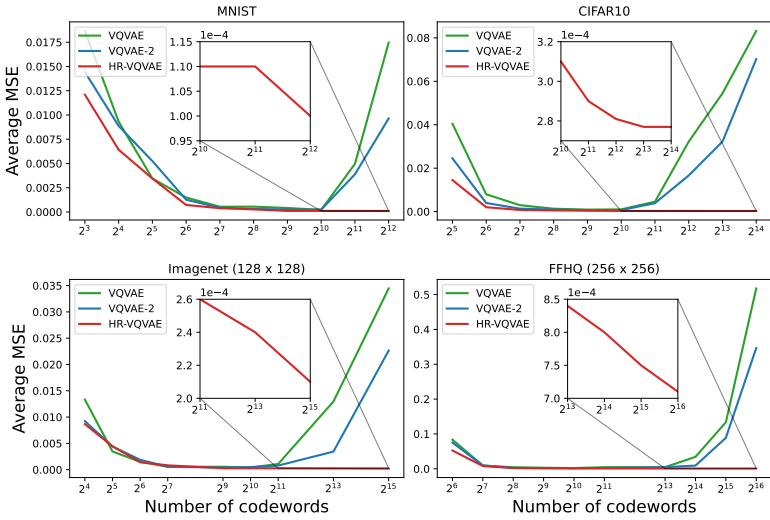 MNIST
VQVAE
VQVAE-2
HR-VQVAE
1e−4
1.15
1.10
1.05
1.00
0.95
2^10 2^11 2^12
0.0175
0.0150
0.0125
0.0100
0.0075
0.0050
0.0025
0.0000
Average MSE
2^3 2^4 2^5 2^6 2^7 2^8 2^9 2^10 2^11 2^12
CIFAR10
VQVAE
VQVAE-2
HR-VQVAE
1e−4
3.2
3.0
2.8
2^10 2^11 2^12 2^13 2^14
0.08
0.06
0.04
0.02
0.00
2^5 2^6 2^7 2^8 2^9 2^10 2^11 2^12 2^13 2^14
Imagenet (128 x 128)
VQVAE
VQVAE-2
HR-VQVAE
1e−4
2.6
2.4
2.2
2.0
2^11 2^13 2^15
0.035
0.030
0.025
0.020
0.015
0.010
0.005
0.000
Average MSE
2^4 2^5 2^6 2^7 2^9 2^10 2^11 2^13 2^15
Number of codewords
FFHQ (256 x 256)
VQVAE
VQVAE-2
HR-VQVAE
1e−4
8.5
8.0
7.5
7.0
2^13 2^14 2^15 2^16
0.5
0.4
0.3
0.2
0.1
0.0
2^6 2^7 2^8 2^9 2^10 2^11 2^13 2^14 2^15 2^16
Number of codewords